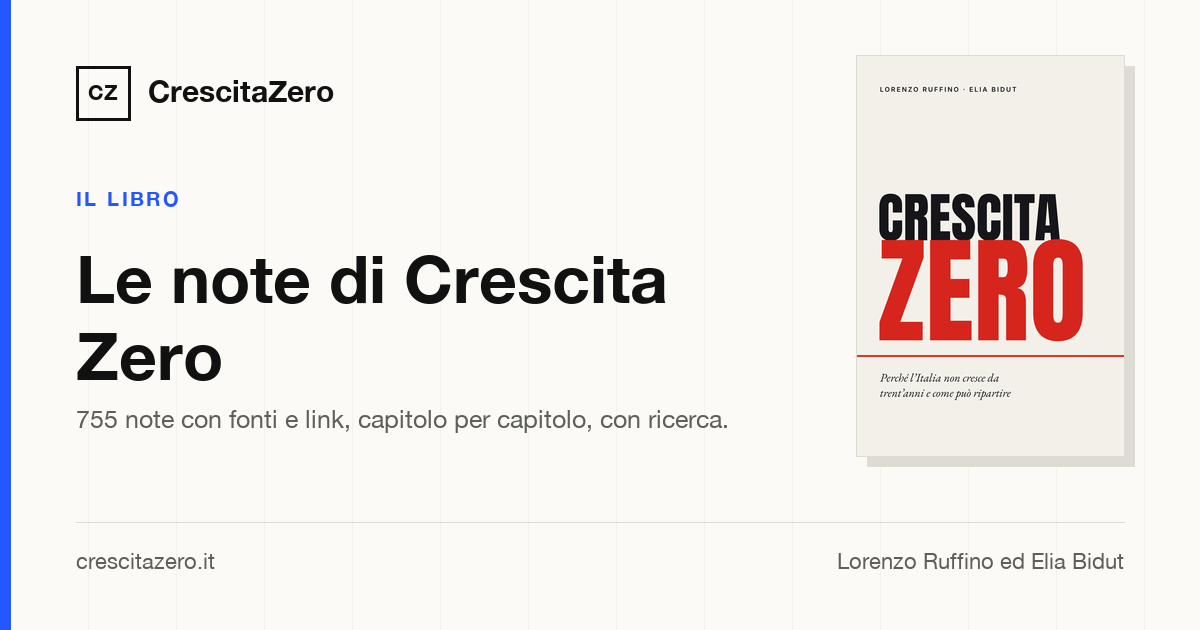 CZ
CrescitaZero
IL LIBRO
Le note di Crescita
Zero
755 note con fonti e link, capitolo per capitolo, con ricerca.
LORENZO RUFFINO · ELIA BIDUT
CRESCITA
ZERO
Perché l'Italia non cresce da
trent'anni e come può ripartire
crescitazero.it
Lorenzo Ruffino ed Elia Bidut